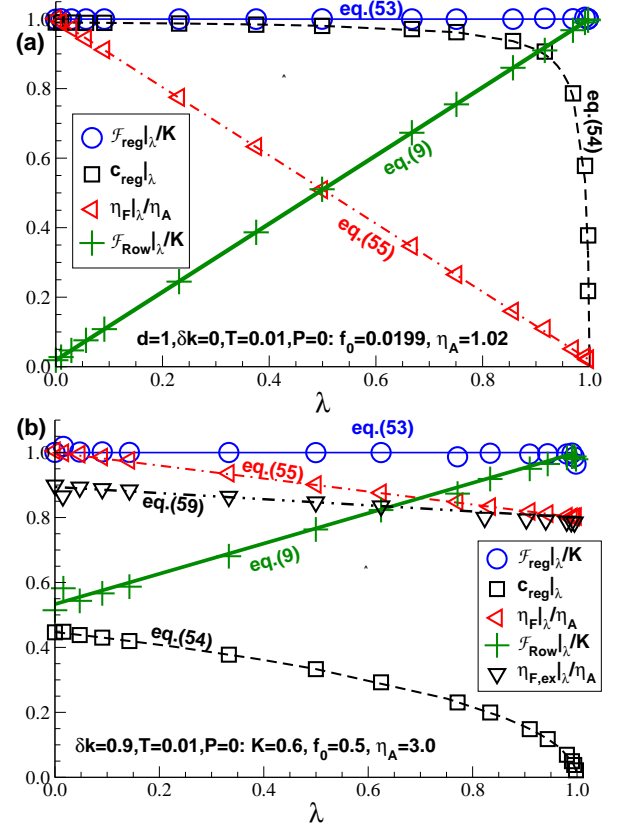 (a)
eq.(53)
1.0
0.8
0.6
0.4
0.2
0.0
ℱreg|λ/K
creg|λ
ηF|λ/ηA
ℱRow|λ/K
eq.(9)
eq.(55)
eq.(54)
d=1,δk=0,T=0.01,P=0: f0=0.0199, ηA=1.02
0.0 0.2 0.4 0.6 0.8 1.0
λ
(b)
eq.(53)
1.0
0.8
0.6
0.4
0.2
0.0
eq.(55)
eq.(59)
eq.(9)
eq.(54)
ℱreg|λ/K
creg|λ
ηF|λ/ηA
ℱRow|λ/K
ηF,ex|λ/ηA
δk=0.9,T=0.01,P=0: K=0.6, f0=0.5, ηA=3.0
0.0 0.2 0.4 0.6 0.8 1.0
λ